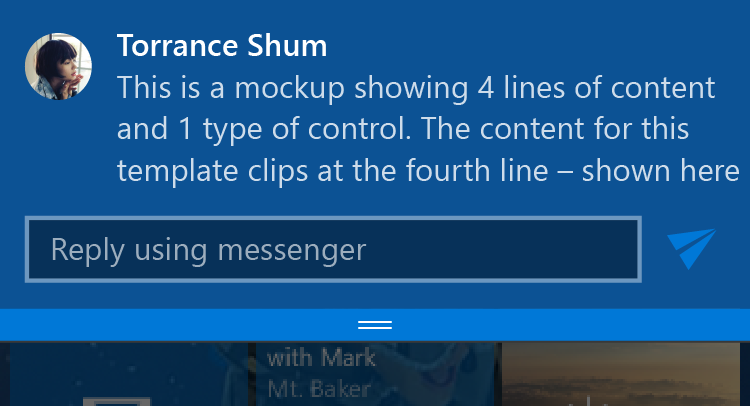 Torrance Shum
This is a mockup showing 4 lines of content
and 1 type of control. The content for this
template clips at the fourth line – shown here
Reply using messenger
with Mark
Mt. Baker